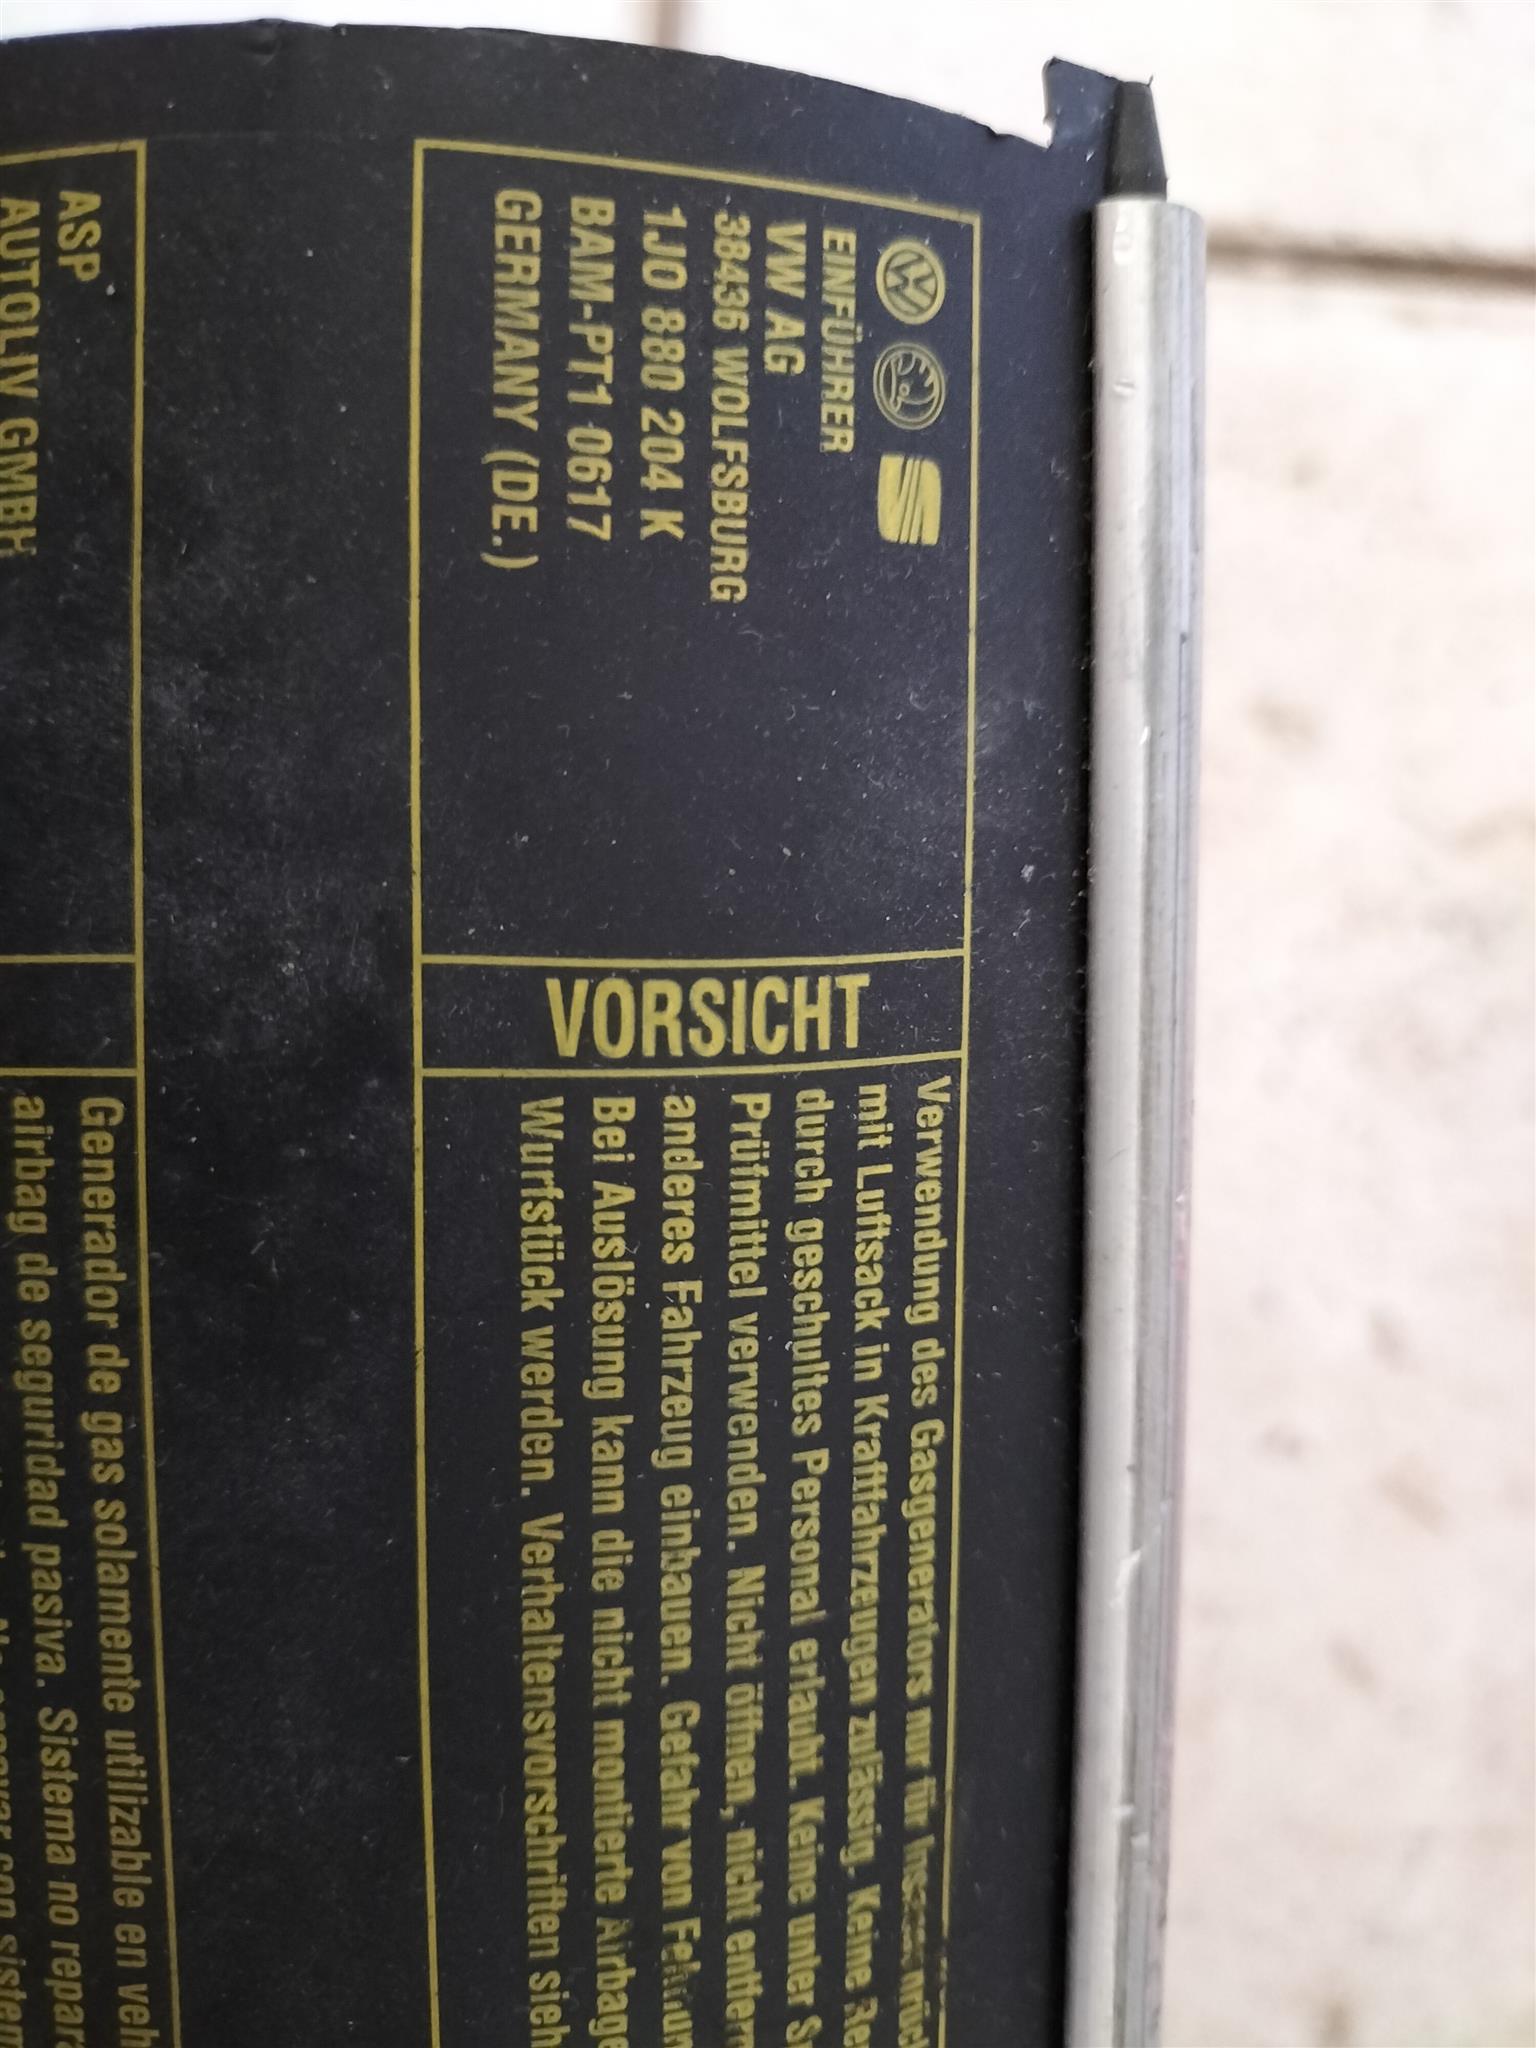 EINFÜHRER
VW AG
38436 WOLFSBURG
1J0 880 204 K
BAM-PT1 0617
GERMANY (DE.)
VORSICHT
Verwendung des Gasgenerators nur für
mit Luftsack in Kraftfahrzeugen zulässig. Keine
durch geschultes Personal erlaubt. Keine unter
Prüfmittel verwenden. Nicht öffnen, nicht
anderes Fahrzeug einbauen. Gefahr von
Bei Auslösung kann die nicht montierte
Wurfstück werden. Verhaltensvorschriften
ASP
AUTOLIV GMBH
Generador de gas solamente utilizable en
airbag de seguridad pasiva. Sistema no